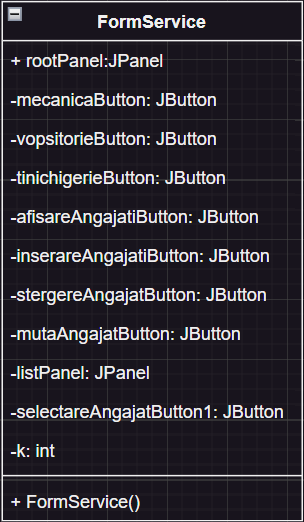 FormService
+ rootPanel:JPanel
-mecanicaButton: JButton
-vopsitorieButton: JButton
-tinichigerieButton: JButton
-afisareAngajatiButton: JButton
-inserareAngajatiButton: JButton
-stergereAngajatButton: JButton
-mutaAngajatButton: JButton
-listPanel: JPanel
-selectareAngajatButton1: JButton
-k: int
+ FormService()